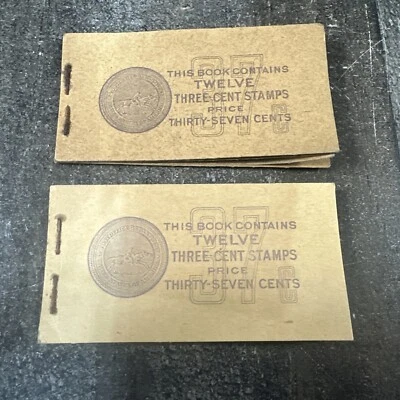 THIS BOOK CONTAINS
TWELVE
THREE-CENT STAMPS
PRICE
THIRTY-SEVEN CENTS
37¢
THIS BOOK CONTAINS
TWELVE
THREE-CENT STAMPS
PRICE
THIRTY-SEVEN CENTS
37¢